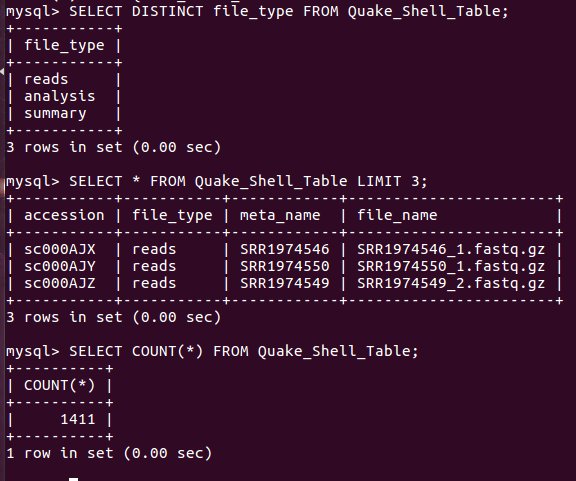 mysql> SELECT DISTINCT file_type FROM Quake_Shell_Table;
+-----------+
| file_type |
+-----------+
| reads     |
| analysis  |
| summary   |
+-----------+
3 rows in set (0.00 sec)
mysql> SELECT * FROM Quake_Shell_Table LIMIT 3;
+-----------+-----------+------------+-----------------------+
| accession | file_type | meta_name  | file_name             |
+-----------+-----------+------------+-----------------------+
| sc000AJX  | reads     | SRR1974546 | SRR1974546_1.fastq.gz |
| sc000AJY  | reads     | SRR1974550 | SRR1974550_1.fastq.gz |
| sc000AJZ  | reads     | SRR1974549 | SRR1974549_2.fastq.gz |
+-----------+-----------+------------+-----------------------+
3 rows in set (0.00 sec)
mysql> SELECT COUNT(*) FROM Quake_Shell_Table;
+----------+
| COUNT(*) |
+----------+
|     1411 |
+----------+
1 row in set (0.00 sec)